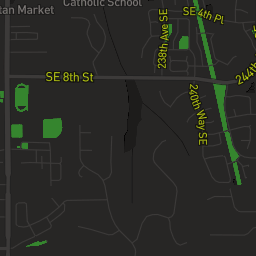 Catholic School
tan Market
SE 4th Pl
238th Ave SE
SE 8th St
244th
240th Way SE